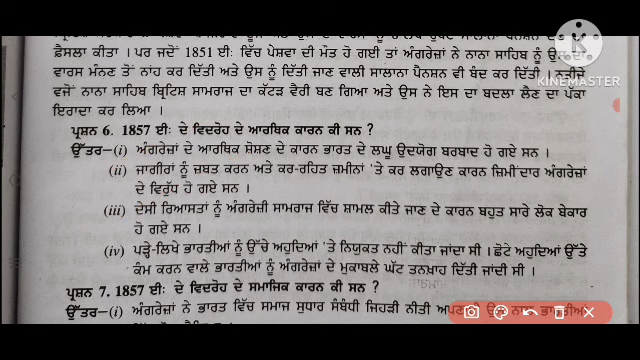 ਫ਼ੈਸਲਾ ਕੀਤਾ । ਪਰ ਜਦੋਂ 1851 ਈ: ਵਿੱਚ ਪੇਸ਼ਵਾ ਦੀ ਮੌਤ ਹੋ ਗਈ ਤਾਂ ਅੰਗਰੇਜ਼ਾਂ ਨੇ ਨਾਨਾ ਸਾਹਿਬ ਨੂੰ ਉਸ ਦਾ
ਵਾਰਸ ਮੰਨਣ ਤੋਂ ਨਾਂਹ ਕਰ ਦਿੱਤੀ ਅਤੇ ਉਸ ਨੂੰ ਦਿੱਤੀ ਜਾਣ ਵਾਲੀ ਸਾਲਾਨਾ ਪੈਨਸ਼ਨ ਵੀ ਬੰਦ ਕਰ ਦਿੱਤੀ । ਨਤੀਜੇ
ਵਜੋਂ ਨਾਨਾ ਸਾਹਿਬ ਬ੍ਰਿਟਿਸ ਸਾਮਰਾਜ ਦਾ ਕੱਟੜ ਵੈਰੀ ਬਣ ਗਿਆ ਅਤੇ ਉਸ ਨੇ ਇਸ ਦਾ ਬਦਲਾ ਲੈਣ ਦਾ ਪੱਕਾ
ਇਰਾਦਾ ਕਰ ਲਿਆ ।
ਪ੍ਰਸ਼ਨ 6. 1857 ਈ: ਦੇ ਵਿਦਰੋਹ ਦੇ ਆਰਥਿਕ ਕਾਰਨ ਕੀ ਸਨ ?
ਉੱਤਰ—(i) ਅੰਗਰੇਜ਼ਾਂ ਦੇ ਆਰਥਿਕ ਸ਼ੋਸ਼ਣ ਦੇ ਕਾਰਨ ਭਾਰਤ ਦੇ ਲਘੂ ਉਦਯੋਗ ਬਰਬਾਦ ਹੋ ਗਏ ਸਨ ।
(ii) ਜਾਗੀਰਾਂ ਨੂੰ ਜ਼ਬਤ ਕਰਨ ਅਤੇ ਕਰ-ਰਹਿਤ ਜ਼ਮੀਨਾਂ 'ਤੇ ਕਰ ਲਗਾਉਣ ਕਾਰਨ ਜ਼ਿਮੀਂਦਾਰ ਅੰਗਰੇਜ਼ਾਂ
ਦੇ ਵਿਰੁੱਧ ਹੋ ਗਏ ਸਨ ।
(iii) ਦੇਸੀ ਰਿਆਸਤਾਂ ਨੂੰ ਅੰਗਰੇਜ਼ੀ ਸਾਮਰਾਜ ਵਿੱਚ ਸ਼ਾਮਲ ਕੀਤੇ ਜਾਣ ਦੇ ਕਾਰਨ ਬਹੁਤ ਸਾਰੇ ਲੋਕ ਬੇਕਾਰ
ਹੋ ਗਏ ਸਨ ।
(iv) ਪੜ੍ਹੇ-ਲਿਖੇ ਭਾਰਤੀਆਂ ਨੂੰ ਉੱਚੇ ਅਹੁਦਿਆਂ 'ਤੇ ਨਿਯੁਕਤ ਨਹੀਂ ਕੀਤਾ ਜਾਂਦਾ ਸੀ । ਛੋਟੇ ਅਹੁਦਿਆਂ ਉੱਤੇ
ਕੰਮ ਕਰਨ ਵਾਲੇ ਭਾਰਤੀਆਂ ਨੂੰ ਅੰਗਰੇਜ਼ਾਂ ਦੇ ਮੁਕਾਬਲੇ ਘੱਟ ਤਨਖ਼ਾਹ ਦਿੱਤੀ ਜਾਂਦੀ ਸੀ ।
ਪ੍ਰਸ਼ਨ 7. 1857 ਈ: ਦੇ ਵਿਦਰੋਹ ਦੇ ਸਮਾਜਿਕ ਕਾਰਨ ਕੀ ਸਨ ?
ਉੱਤਰ—(i) ਅੰਗਰੇਜ਼ਾਂ ਨੇ ਭਾਰਤ ਵਿੱਚ ਸਮਾਜ ਸੁਧਾਰ ਸੰਬੰਧੀ ਜਿਹੜੀ ਨੀਤੀ
KINEMASTER